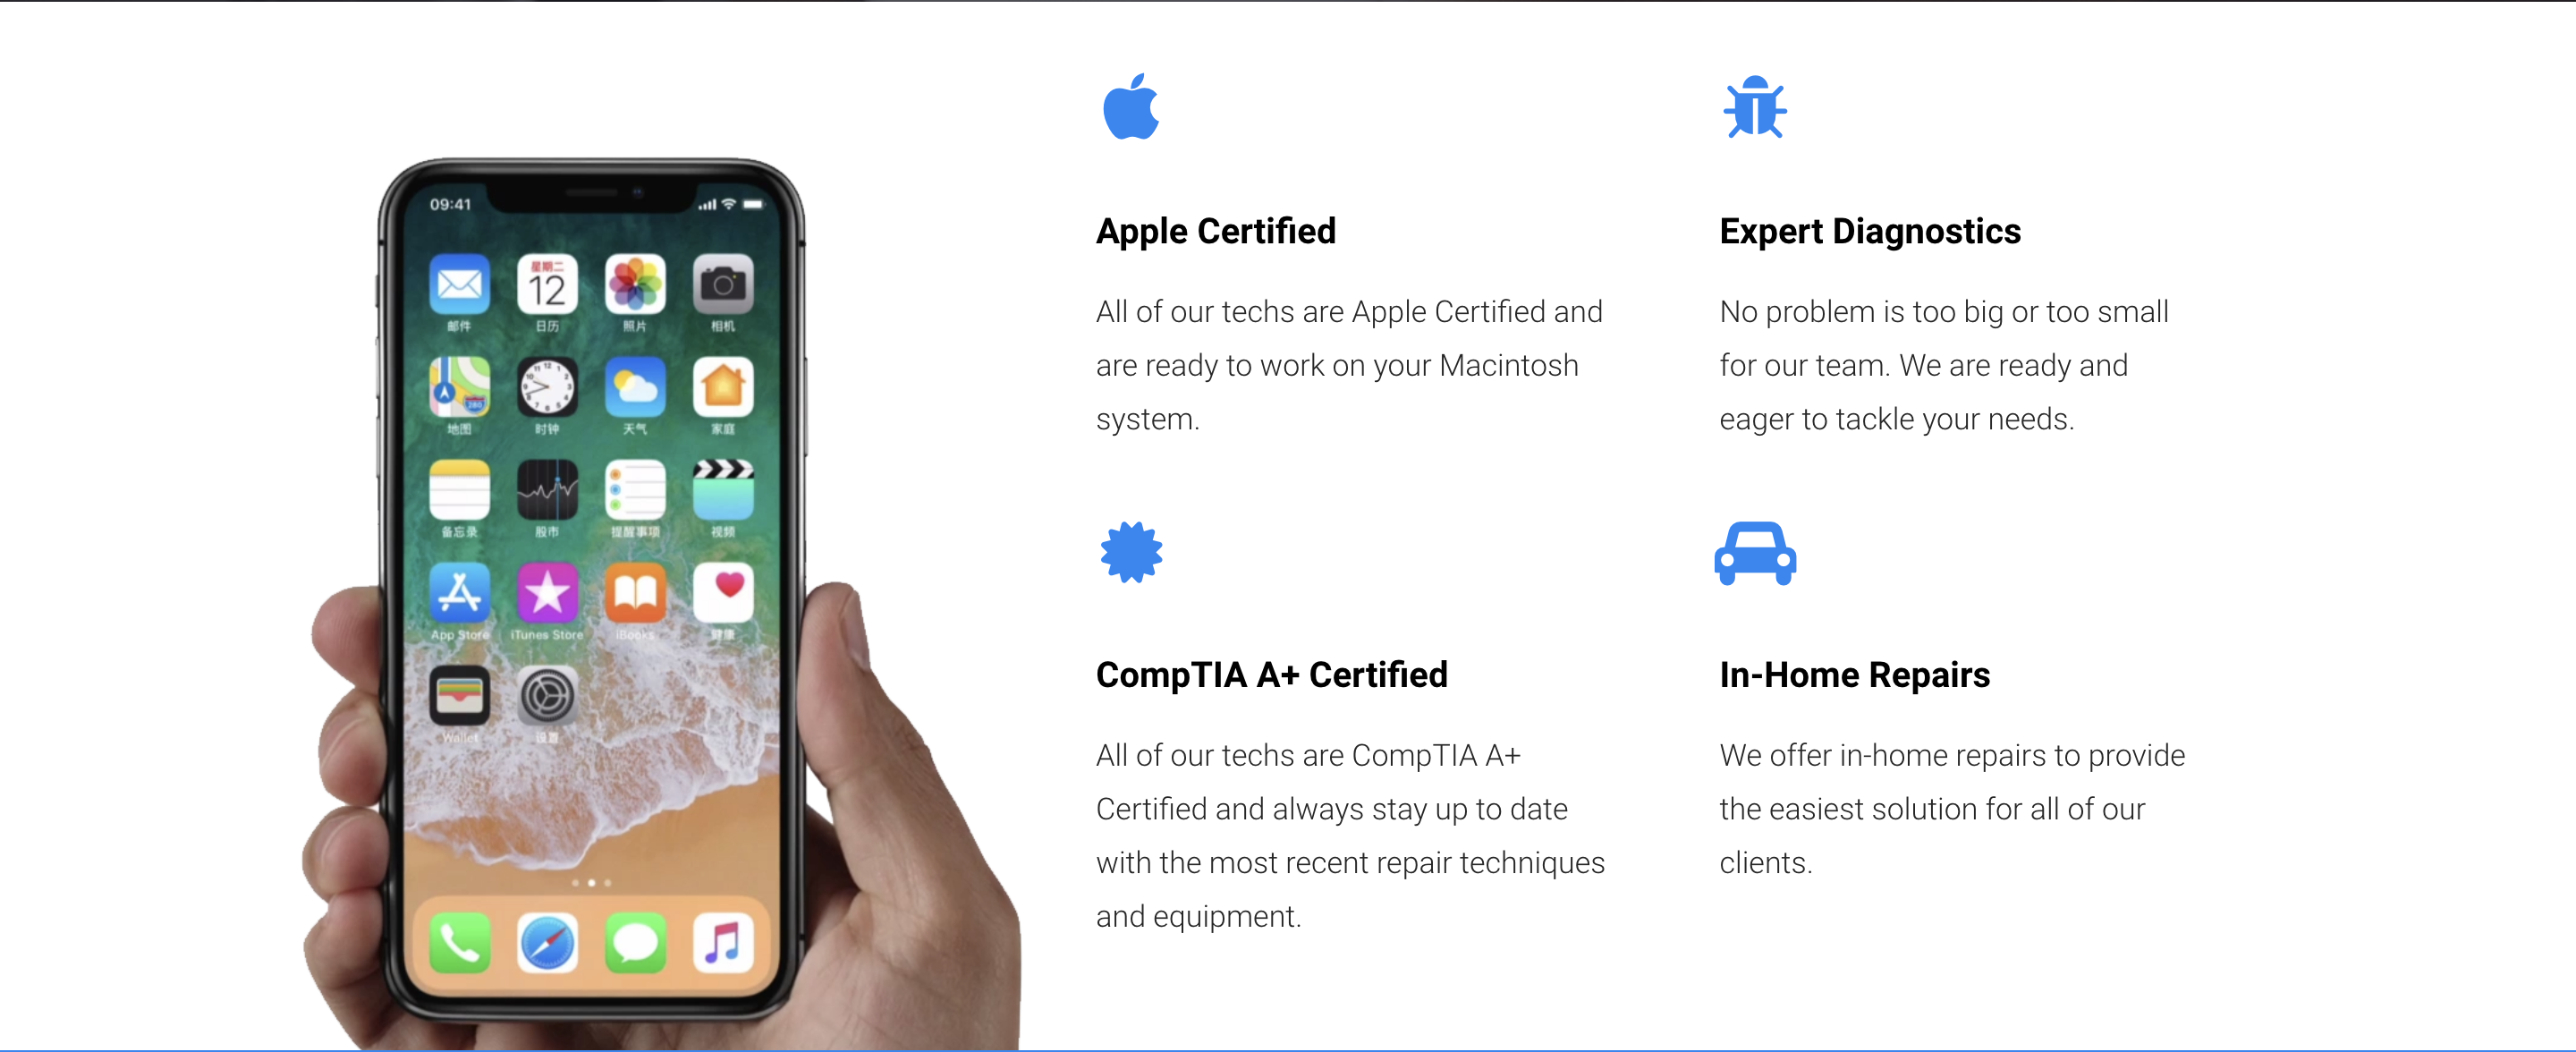 09:41
星期二
12
邮件
日历
照片
相机
280
地图
时钟
天气
家庭
备忘录
股市
提醒事项
视频
App Store
iTunes Store
iBooks
健康
Wallet
设置
Apple Certified
All of our techs are Apple Certified and
are ready to work on your Macintosh
system.
Expert Diagnostics
No problem is too big or too small
for our team. We are ready and
eager to tackle your needs.
CompTIA A+ Certified
All of our techs are CompTIA A+
Certified and always stay up to date
with the most recent repair techniques
and equipment.
In-Home Repairs
We offer in-home repairs to provide
the easiest solution for all of our
clients.